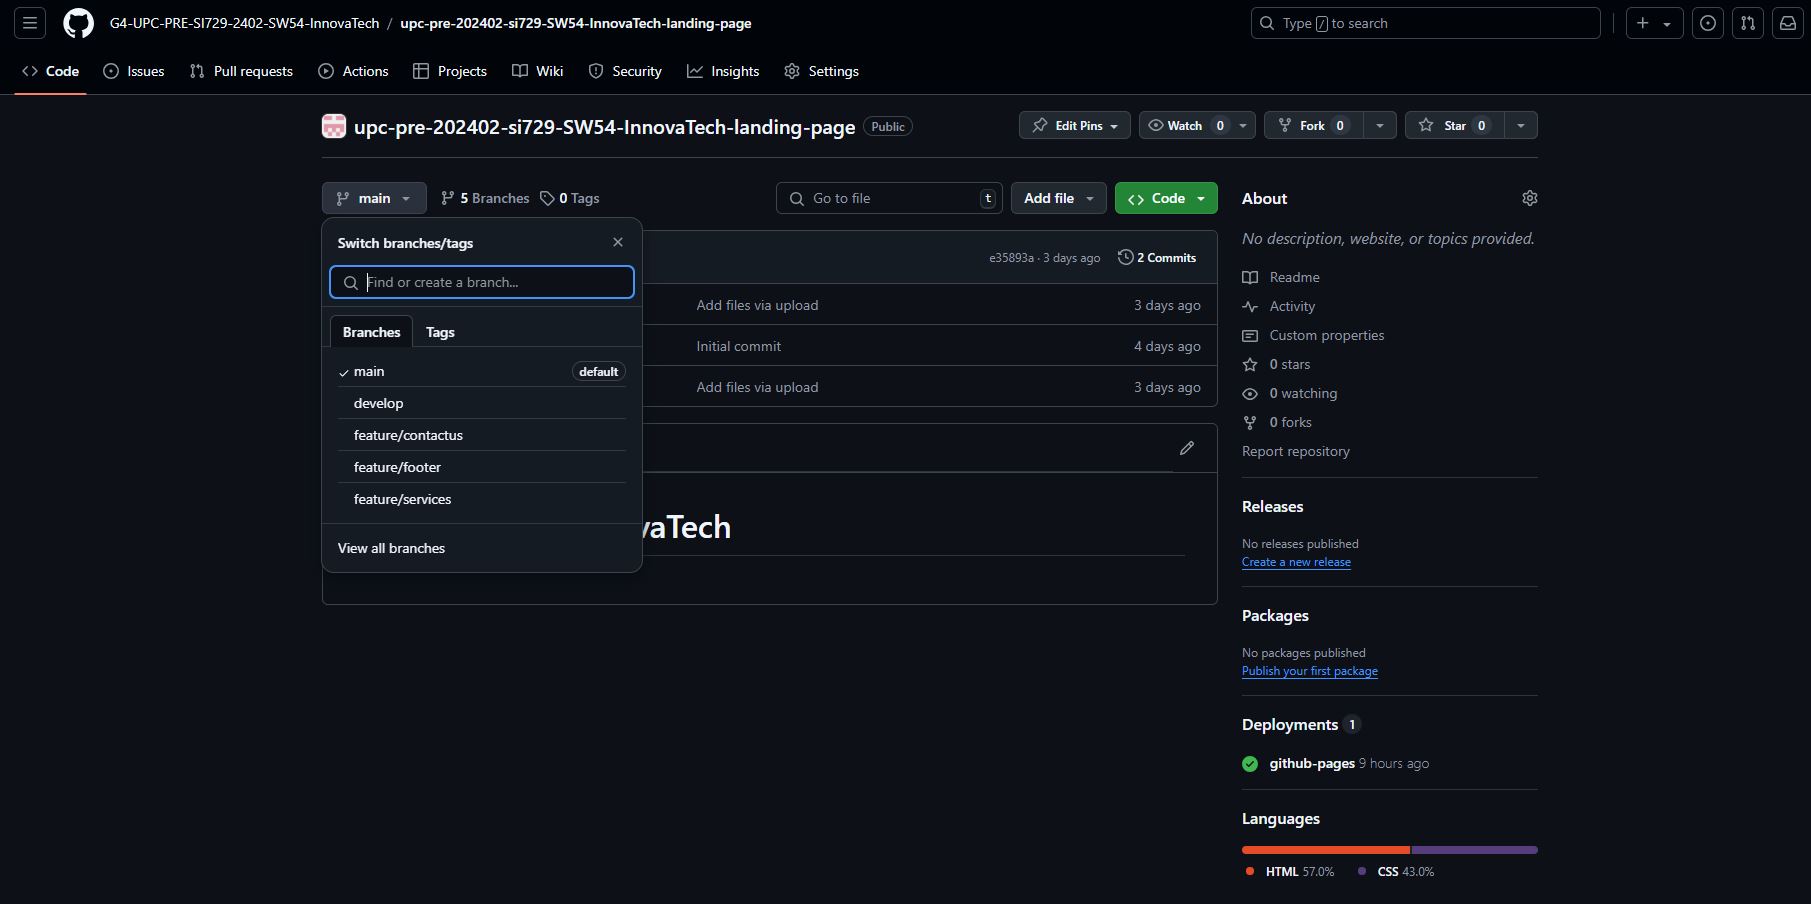 G4-UPC-PRE-SI729-2402-SW54-InnovaTech / upc-pre-202402-si729-SW54-InnovaTech-landing-page
Type / to search
Code Issues Pull requests Actions Projects Wiki Security Insights Settings
upc-pre-202402-si729-SW54-InnovaTech-landing-page Public
Edit Pins Watch 0 Fork 0 Star 0
main 5 Branches 0 Tags
Go to file t Add file Code
Switch branches/tags
Find or create a branch...
Branches Tags
main default
develop
feature/contactus
feature/footer
feature/services
View all branches
e35893a · 3 days ago 2 Commits
Add files via upload 3 days ago
Initial commit 4 days ago
Add files via upload 3 days ago
vaTech
About
No description, website, or topics provided.
Readme
Activity
Custom properties
0 stars
0 watching
0 forks
Report repository
Releases
No releases published
Create a new release
Packages
No packages published
Publish your first package
Deployments 1
github-pages 9 hours ago
Languages
HTML 57.0% CSS 43.0%